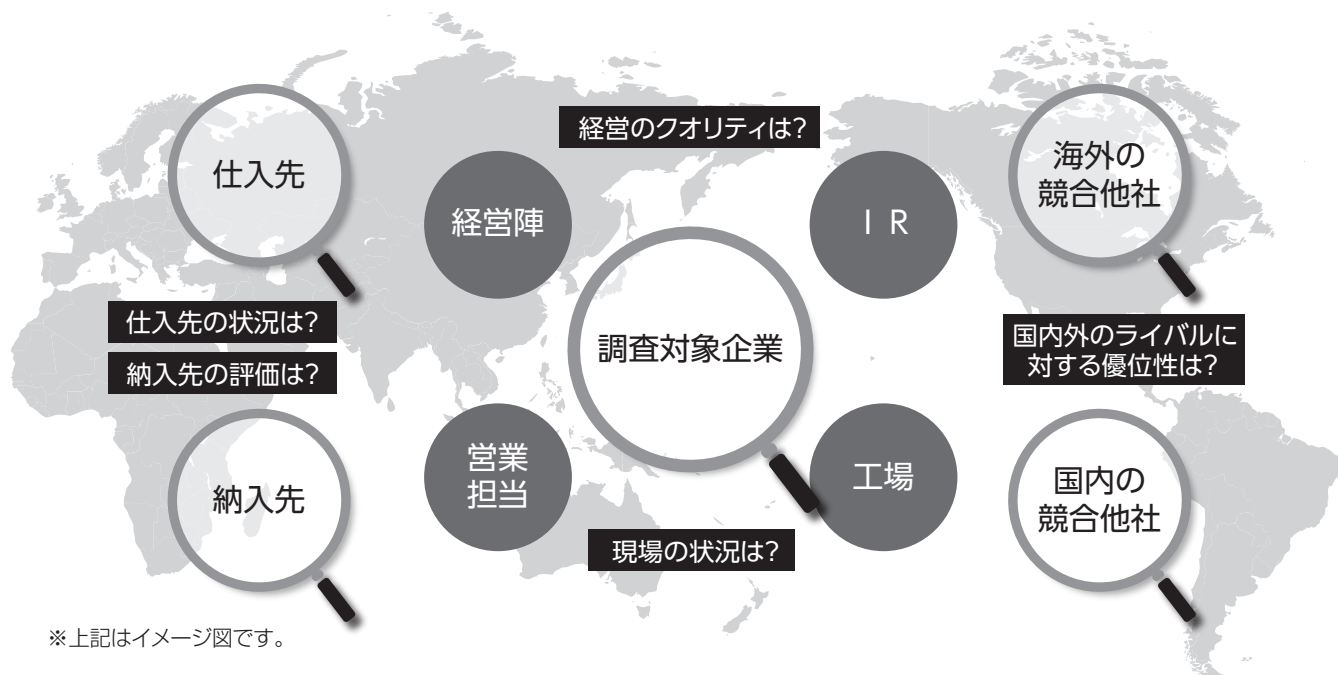 仕入先
仕入先の状況は?
納入先の評価は?
納入先
経営のクオリティは?
経営陣
I R
調査対象企業
営業
担当
工場
現場の状況は?
海外の
競合他社
国内外のライバルに
対する優位性は?
国内の
競合他社
※上記はイメージ図です。